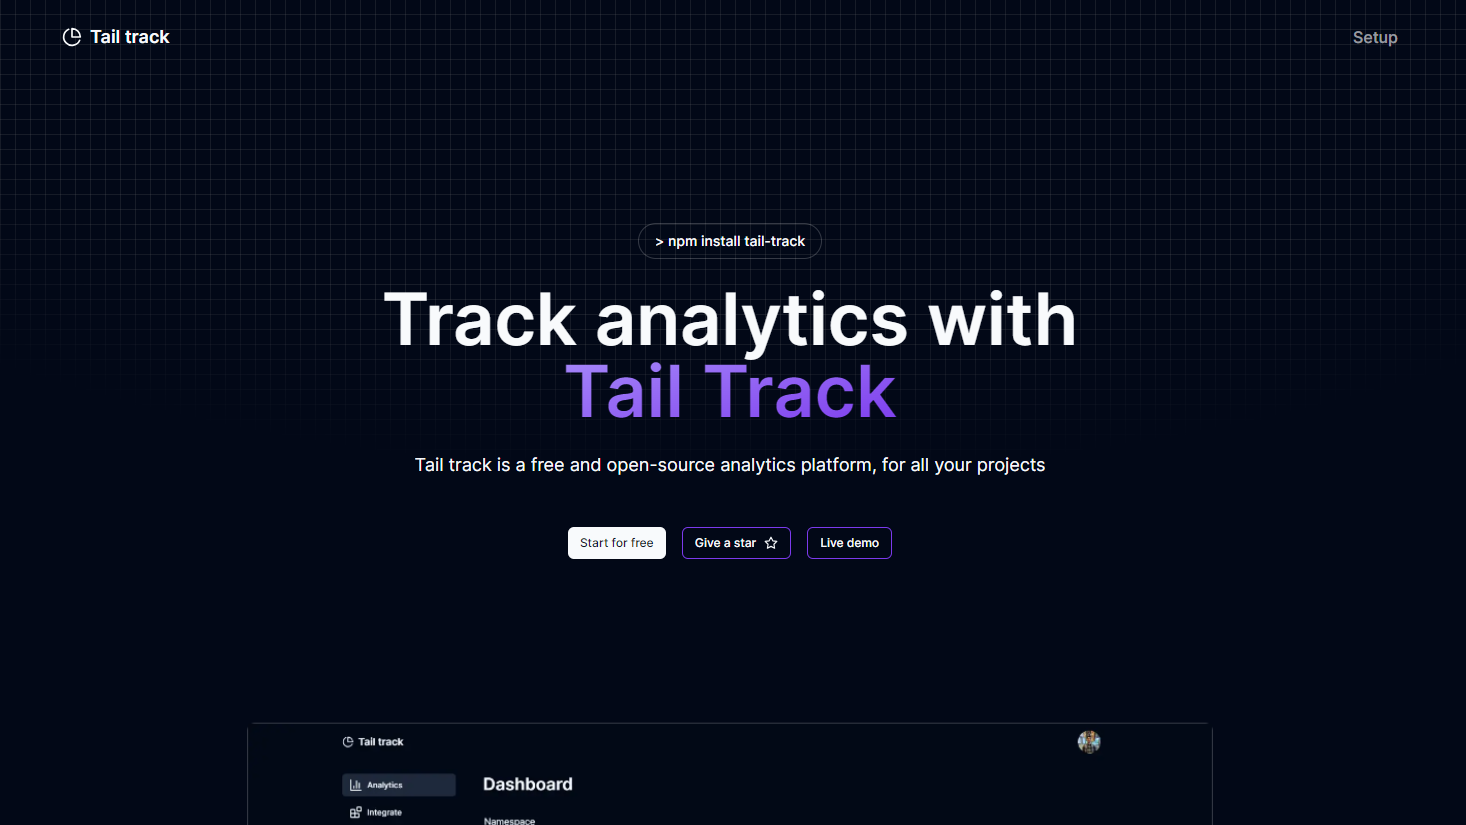 Tail track
Setup
> npm install tail-track
Track analytics with
Tail Track
Tail track is a free and open-source analytics platform, for all your projects
Start for free
Give a star
Live demo
Tail track
Analytics
Dashboard
Integrate
Namespace